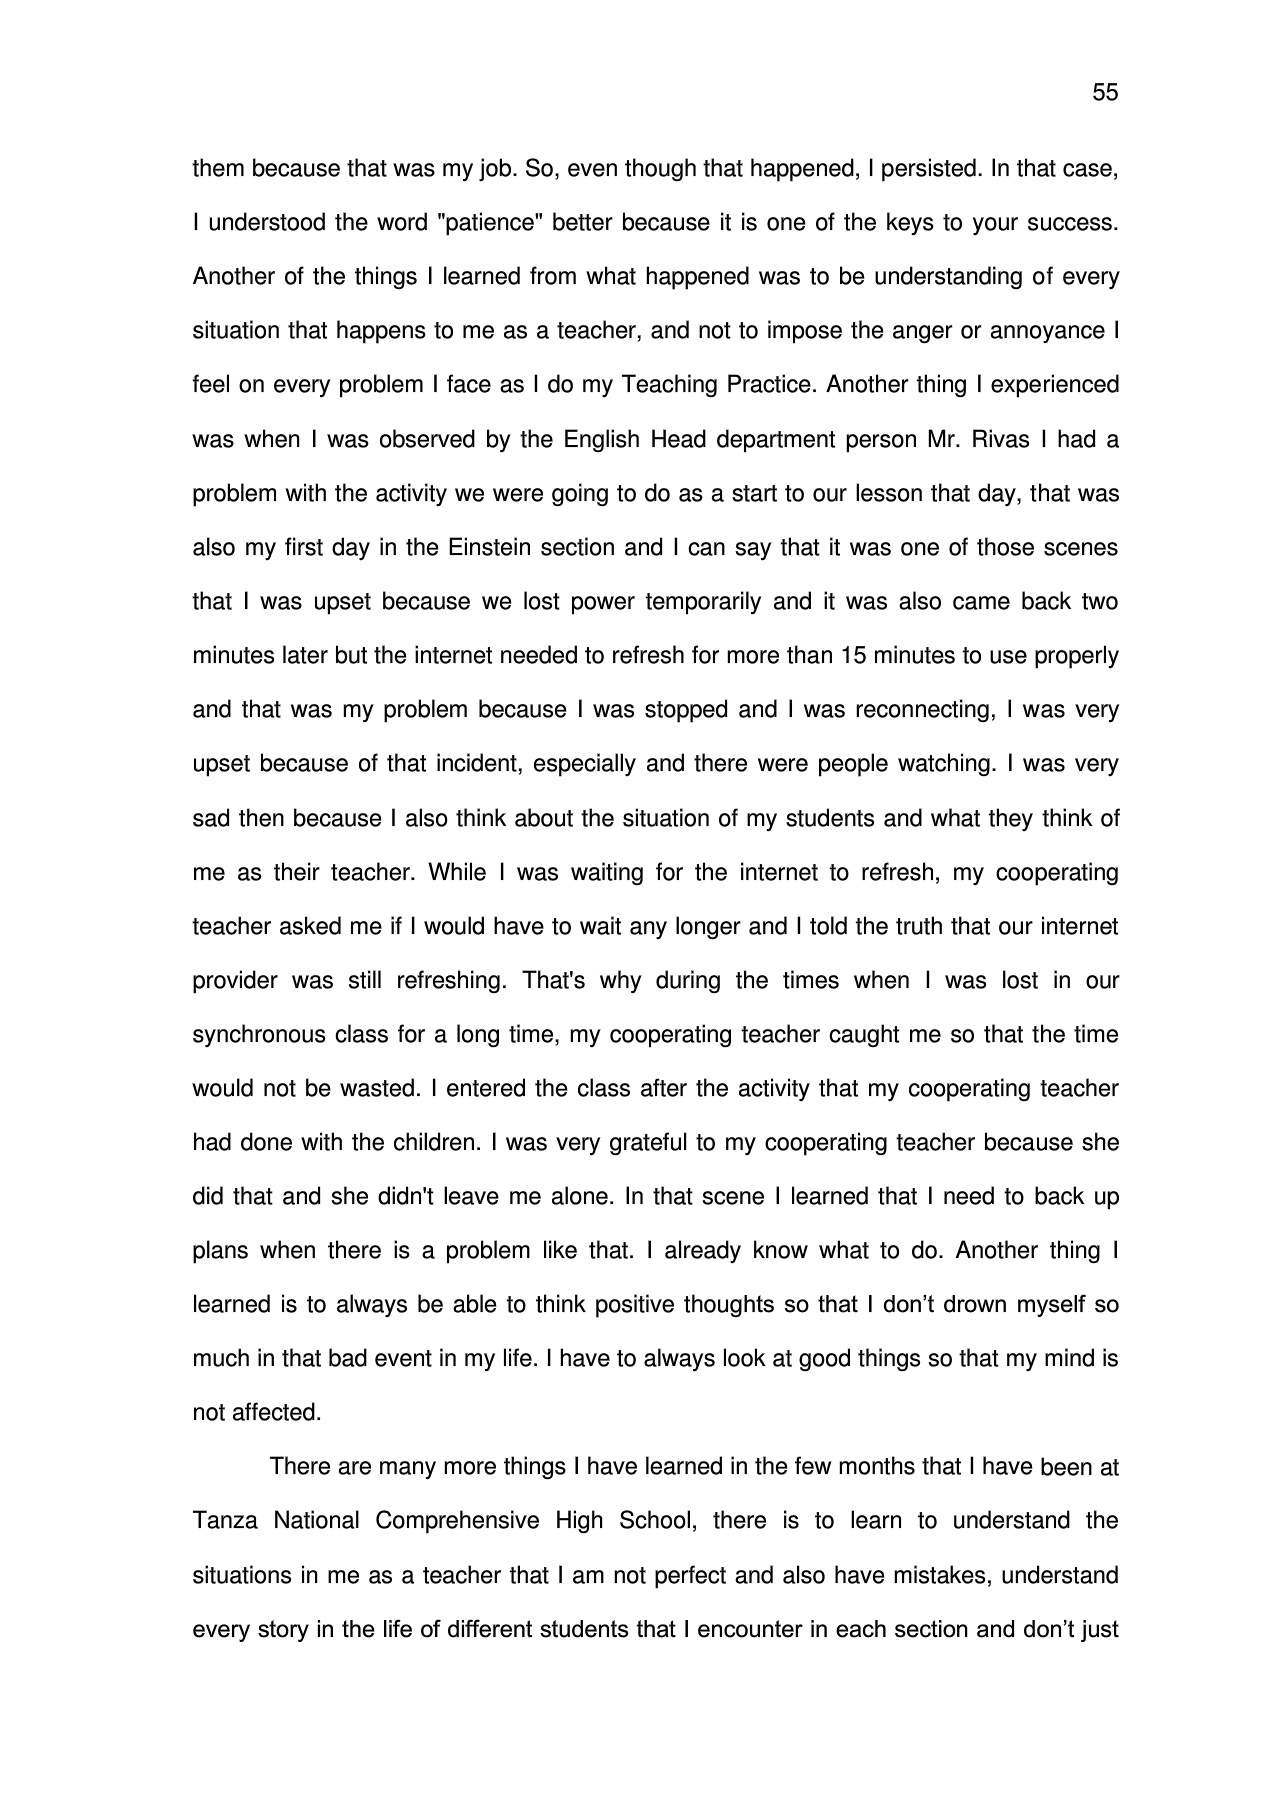 55
them because that was my job. So, even though that happened, I persisted. In that case,
I understood the word "patience" better because it is one of the keys to your success.
Another of the things I learned from what happened was to be understanding of every
situation that happens to me as a teacher, and not to impose the anger or annoyance I
feel on every problem I face as I do my Teaching Practice. Another thing I experienced
was when I was observed by the English Head department person Mr. Rivas I had a
problem with the activity we were going to do as a start to our lesson that day, that was
also my first day in the Einstein section and I can say that it was one of those scenes
that I was upset because we lost power temporarily and it was also came back two
minutes later but the internet needed to refresh for more than 15 minutes to use properly
and that was my problem because I was stopped and I was reconnecting, I was very
upset because of that incident, especially and there were people watching. I was very
sad then because I also think about the situation of my students and what they think of
me as their teacher. While I was waiting for the internet to refresh, my cooperating
teacher asked me if I would have to wait any longer and I told the truth that our internet
provider was still refreshing. That's why during the times when I was lost in our
synchronous class for a long time, my cooperating teacher caught me so that the time
would not be wasted. I entered the class after the activity that my cooperating teacher
had done with the children. I was very grateful to my cooperating teacher because she
did that and she didn't leave me alone. In that scene I learned that I need to back up
plans when there is a problem like that. I already know what to do. Another thing I
learned is to always be able to think positive thoughts so that I don’t drown myself so
much in that bad event in my life. I have to always look at good things so that my mind is
not affected.
There are many more things I have learned in the few months that I have been at
Tanza National Comprehensive High School, there is to learn to understand the
situations in me as a teacher that I am not perfect and also have mistakes, understand
every story in the life of different students that I encounter in each section and don’t just